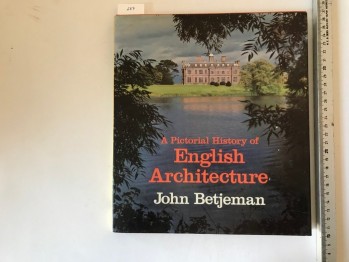 A Pictorial History of
English
Architecture
John Betjeman